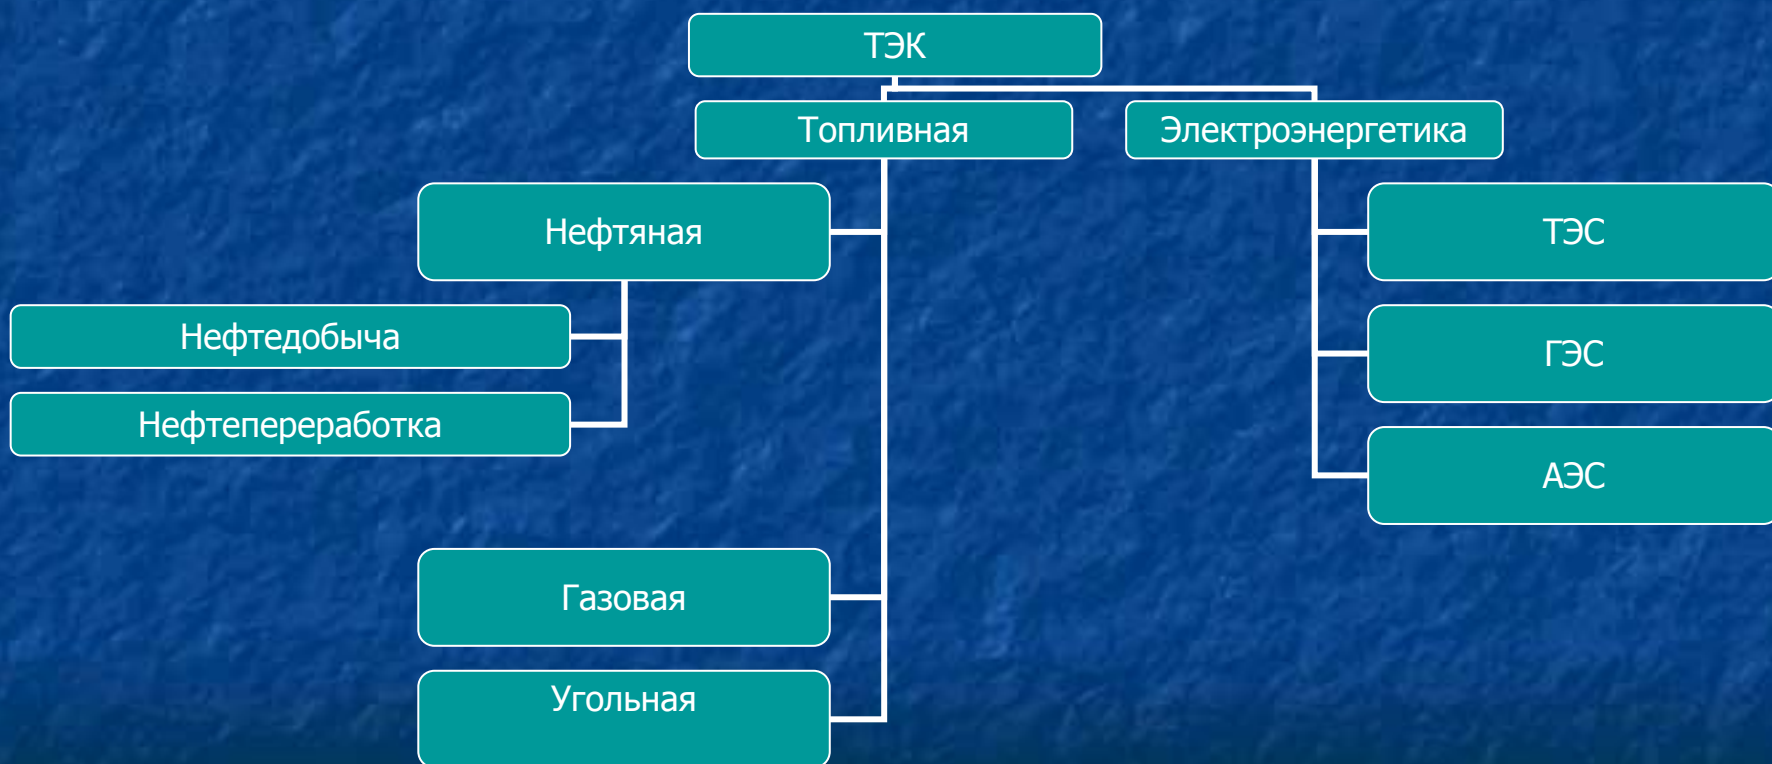 ТЭК
Топливная
Электроэнергетика
Нефтяная
Нефтедобыча
Нефтепереработка
Газовая
Угольная
ТЭС
ГЭС
АЭС